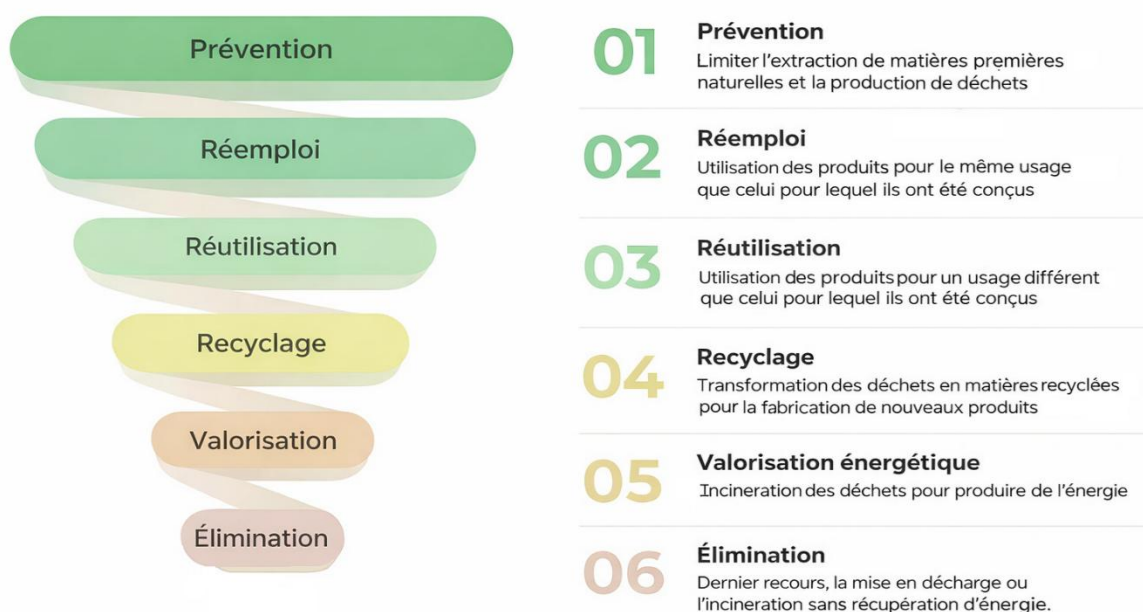 Prévention
Réemploi
Réutilisation
Recyclage
Valorisation
Élimination
01
Prévention
Limiter l'extraction de matières premières
naturelles et la production de déchets
02
Réemploi
Utilisation des produits pour le même usage
que celui pour lequel ils ont été conçus
03
Réutilisation
Utilisation des produits pour un usage différent
que celui pour lequel ils ont été conçus
04
Recyclage
Transformation des déchets en matières recyclées
pour la fabrication de nouveaux produits
05
Valorisation énergétique
Incineration des déchets pour produire de l'énergie
06
Élimination
Dernier recours, la mise en décharge ou
l'incineration sans récupération d'énergie.